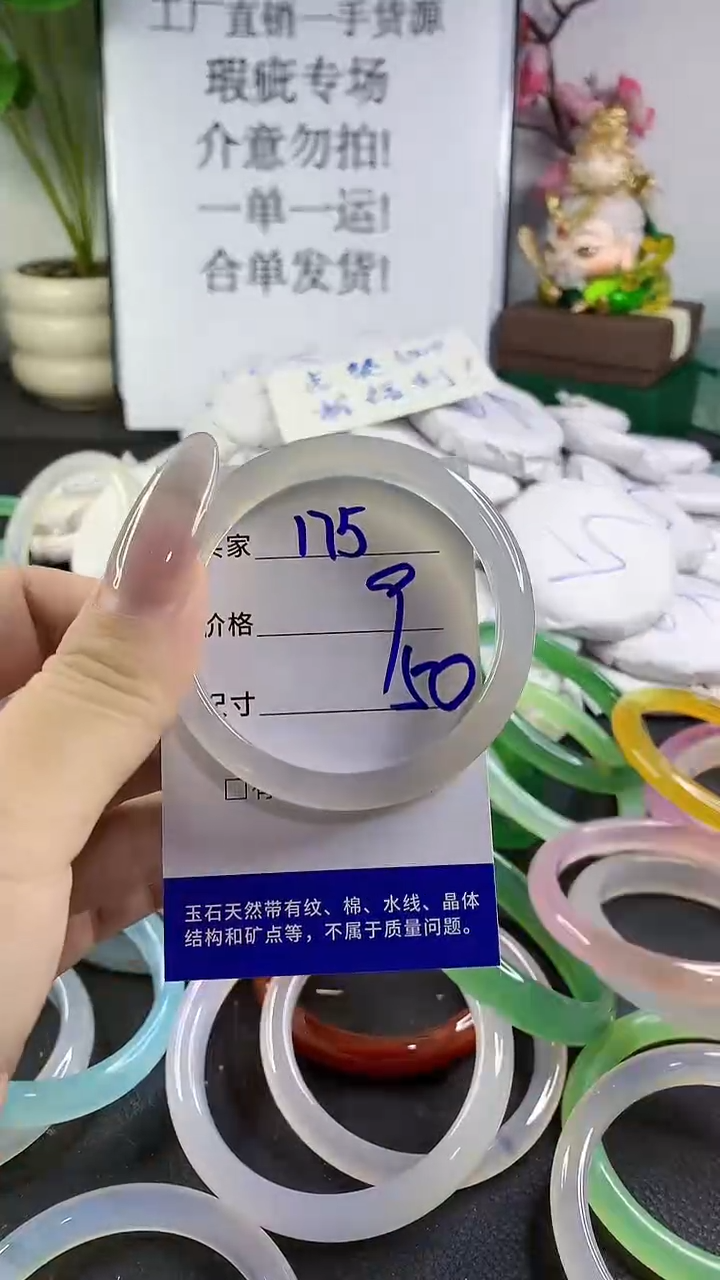 工厂直销一手货源
瑕疵专场
介意勿拍!
一单一运!
合单发货!
家 175
价格
寸 50
玉石天然带有纹、棉、水线、晶体
结构和矿点等，不属于质量问题。